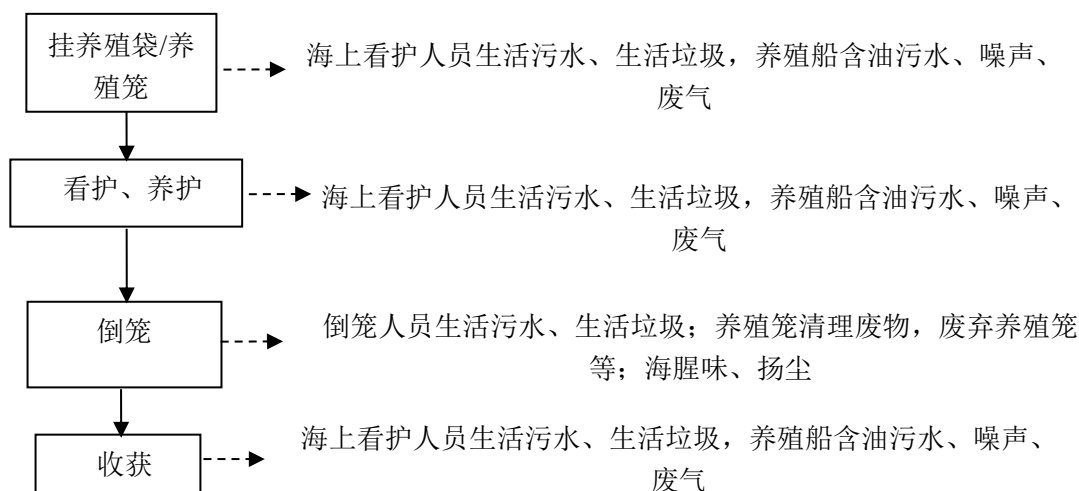 挂养殖袋/养
殖笼
海上看护人员生活污水、生活垃圾，养殖船含油污水、噪声、
废气
看护、养护
海上看护人员生活污水、生活垃圾，养殖船含油污水、噪声、
废气
倒笼
倒笼人员生活污水、生活垃圾；养殖笼清理废物，废弃养殖笼
等；海腥味、扬尘
收获
海上看护人员生活污水、生活垃圾，养殖船含油污水、噪声、
废气